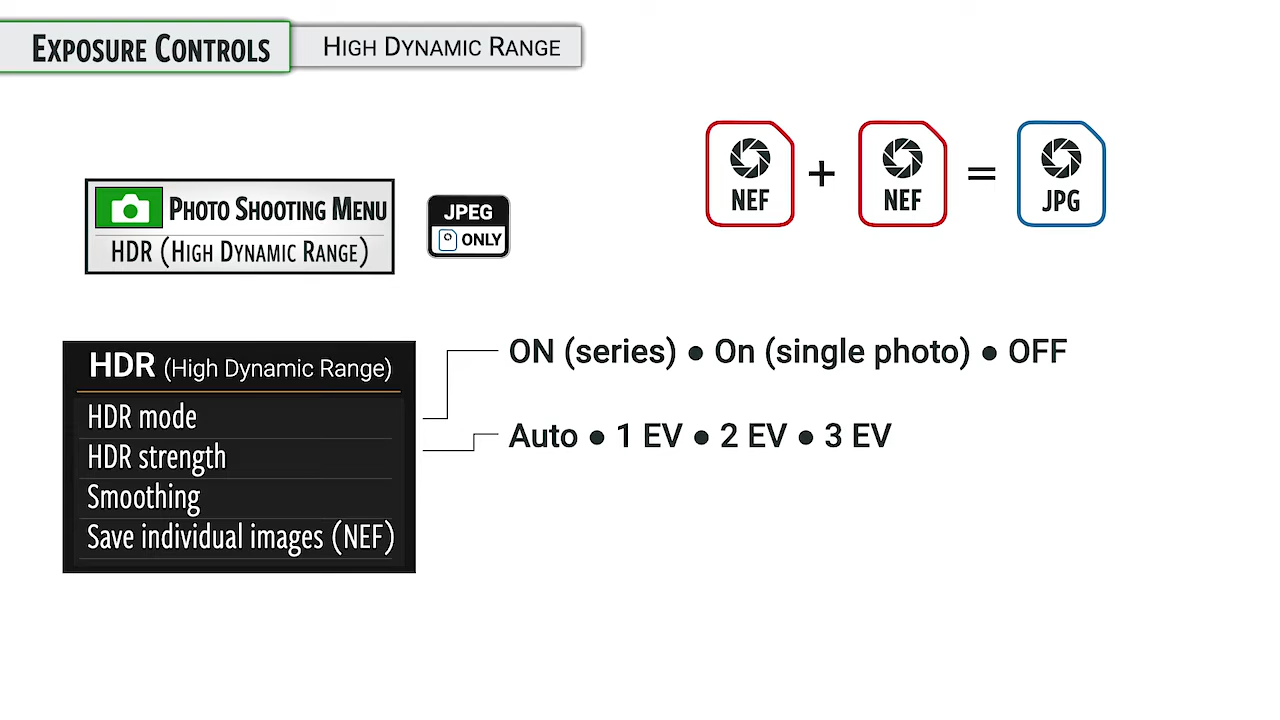 EXPOSURE CONTROLS
HIGH DYNAMIC RANGE
NEF + NEF = JPG
PHOTO SHOOTING MENU
HDR (HIGH DYNAMIC RANGE)
JPEG
ONLY
HDR (High Dynamic Range)
HDR mode
HDR strength
Smoothing
Save individual images (NEF)
ON (series) ● On (single photo) ● OFF
Auto ● 1 EV ● 2 EV ● 3 EV